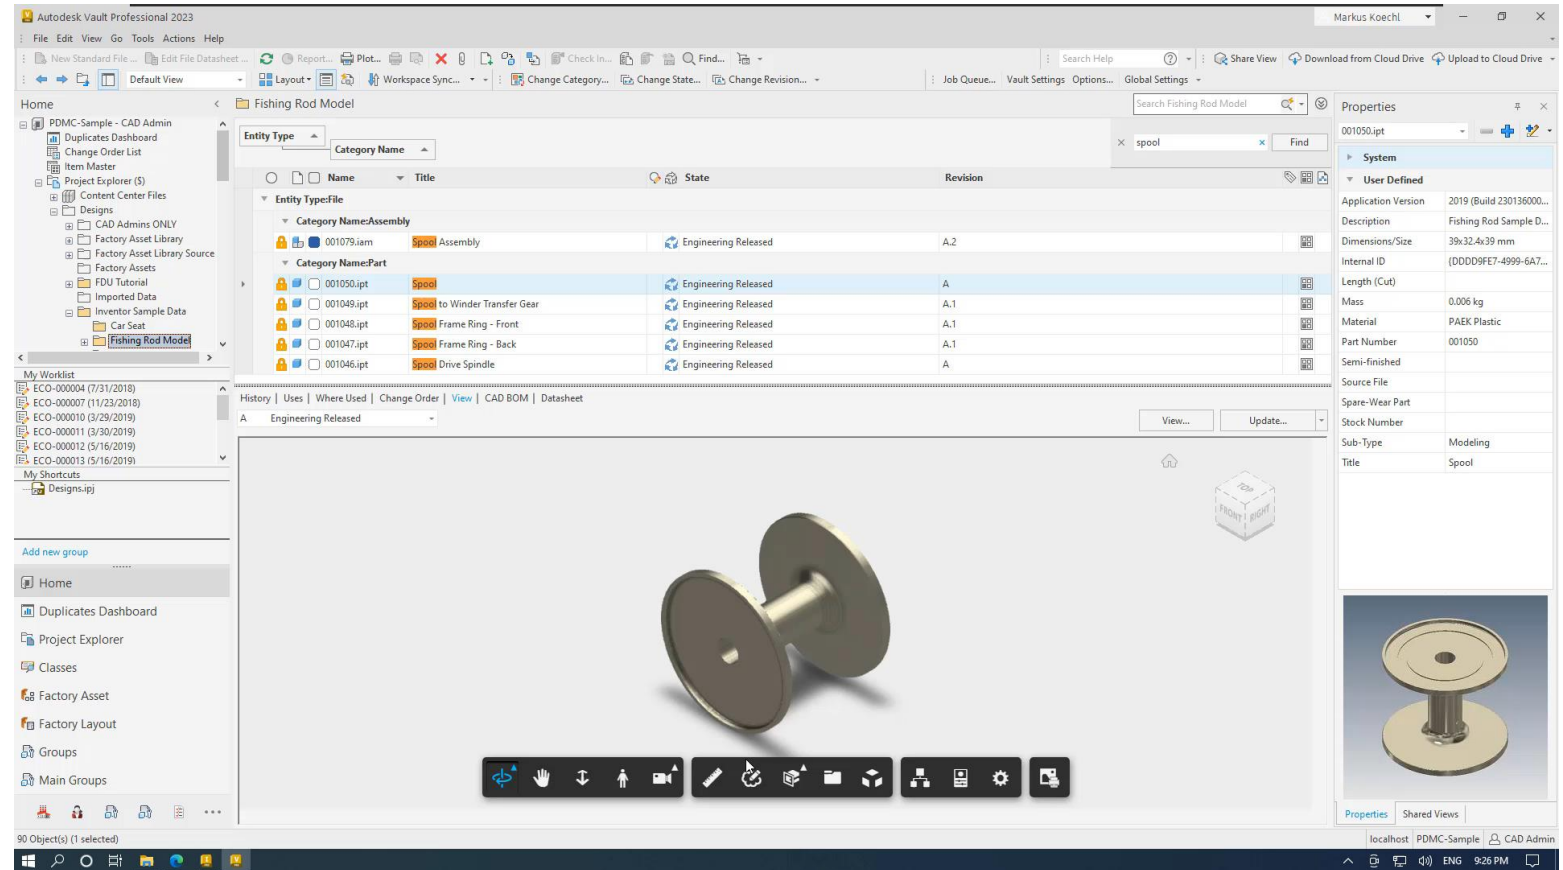 Autodesk Vault Professional 2023
Markus Koechl
File Edit View Go Tools Actions Help
New Standard File ... Edit File Datasheet ... Report... Plot... Check In... Find... Search Help Share View Download from Cloud Drive Upload to Cloud Drive
Default View Layout Workspace Sync... Change Category... Change State... Change Revision... Job Queue... Vault Settings Options... Global Settings
Home
PDMC-Sample - CAD Admin
Duplicates Dashboard
Change Order List
Item Master
Project Explorer ($)
Content Center Files
Designs
CAD Admins ONLY
Factory Asset Library
Factory Asset Library Source
Factory Assets
FDU Tutorial
Imported Data
Inventor Sample Data
Car Seat
Fishing Rod Model
My Worklist
ECO-000004 (7/31/2018)
ECO-000007 (11/23/2018)
ECO-000010 (3/29/2019)
ECO-000011 (3/30/2019)
ECO-000012 (5/16/2019)
ECO-000013 (5/16/2019)
My Shortcuts
Designs.ipj
Add new group
Home
Duplicates Dashboard
Project Explorer
Classes
Factory Asset
Factory Layout
Groups
Main Groups
Fishing Rod Model
Search Fishing Rod Model
Entity Type
Category Name
spool
Find
Name Title State Revision
Entity Type:File
Category Name:Assembly
001079.iam Spool Assembly Engineering Released A.2
Category Name:Part
001050.ipt Spool Engineering Released A
001049.ipt Spool to Winder Transfer Gear Engineering Released A.1
001048.ipt Spool Frame Ring - Front Engineering Released A.1
001047.ipt Spool Frame Ring - Back Engineering Released A.1
001046.ipt Spool Drive Spindle Engineering Released A
History | Uses | Where Used | Change Order | View | CAD BOM | Datasheet
A Engineering Released
View... Update...
TOP
FRONT RIGHT
Properties
001050.ipt
System
User Defined
Application Version 2019 (Build 230136000...
Description Fishing Rod Sample D...
Dimensions/Size 39x32.4x39 mm
Internal ID {DDDD9FE7-4999-6A7...
Length (Cut)
Mass 0.006 kg
Material PAEK Plastic
Part Number 001050
Semi-finished
Source File
Spare-Wear Part
Stock Number
Sub-Type Modeling
Title Spool
Properties Shared Views
90 Object(s) (1 selected)
localhost PDMC-Sample CAD Admin
ENG 9:26 PM